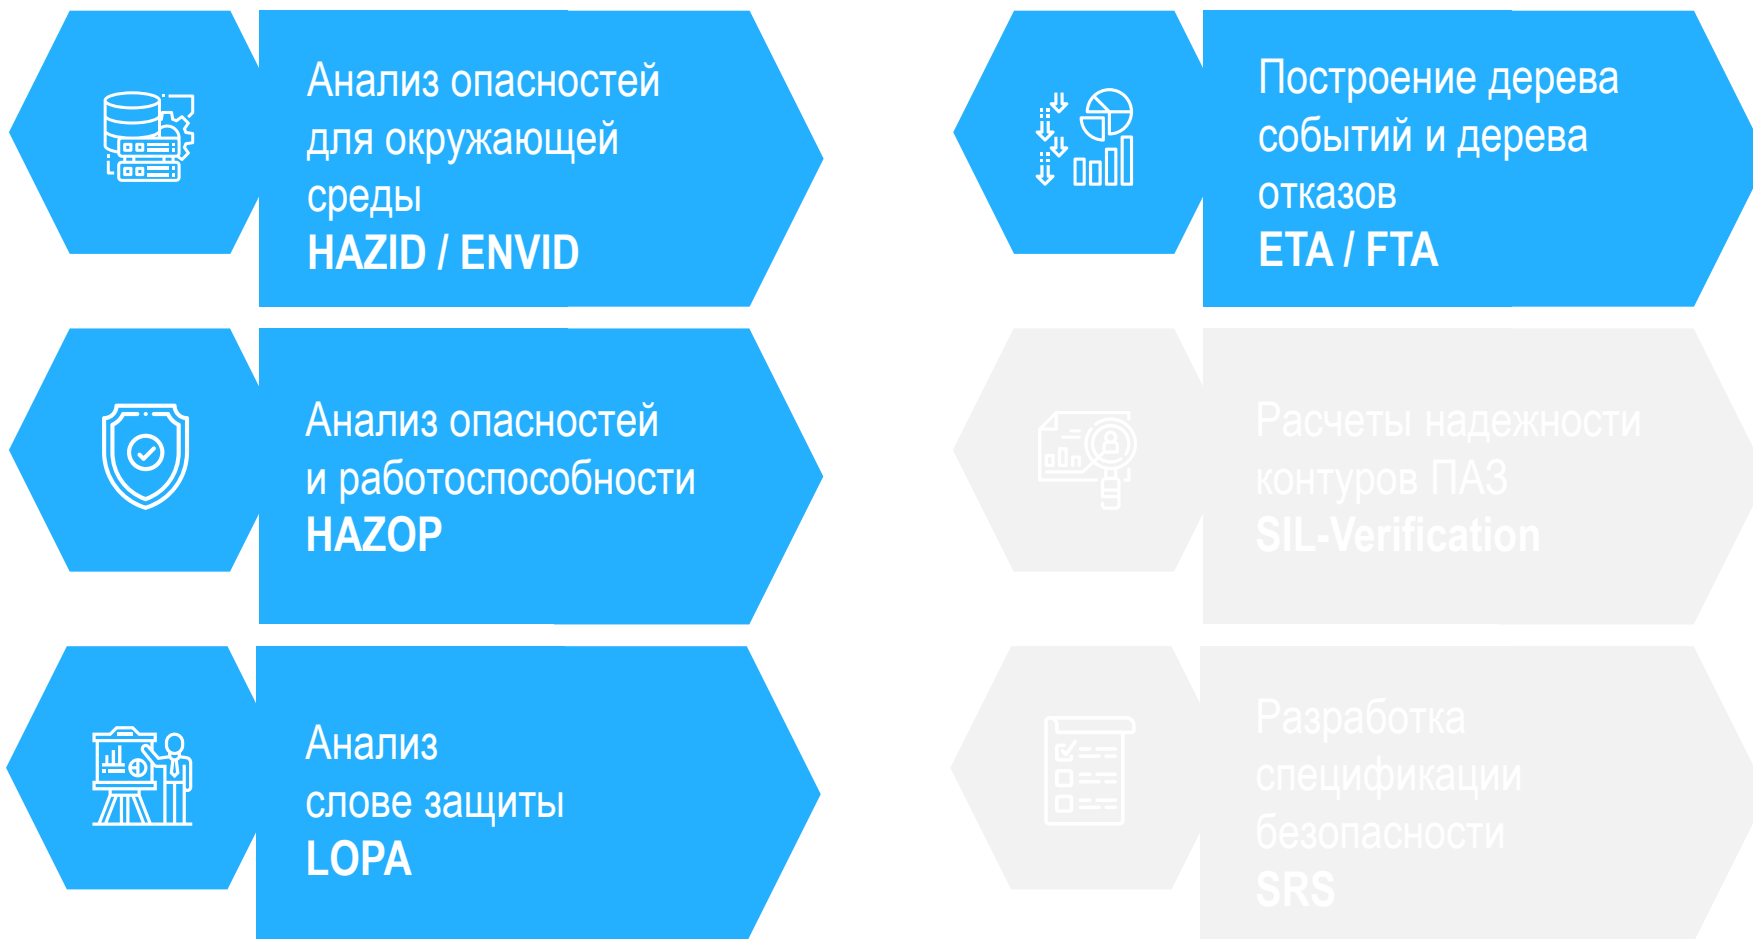 Анализ опасностей
для окружающей
среды
HAZID / ENVID
Анализ опасностей
и работоспособности
HAZOP
Анализ
слове защиты
LOPA
Построение дерева
событий и дерева
отказов
ETA / FTA
Расчеты надежности
контуров ПАЗ
SIL-Verification
Разработка
спецификации
безопасности
SRS